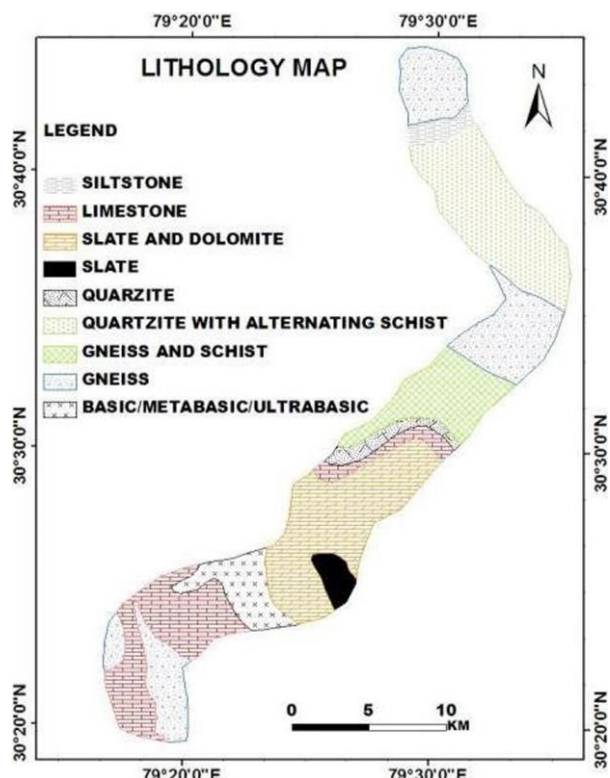 79°20'0"E 79°30'0"E
LITHOLOGY MAP
N
LEGEND
30°40'0"N 30°40'0"N
SILTSTONE
LIMESTONE
SLATE AND DOLOMITE
SLATE
QUARZITE
QUARTZITE WITH ALTERNATING SCHIST
GNEISS AND SCHIST
GNEISS
BASIC/METABASIC/ULTRABASIC
30°30'0"N 30°30'0"N
0 5 10
KM
30°20'0"N 30°20'0"N
79°20'0"E 79°30'0"E